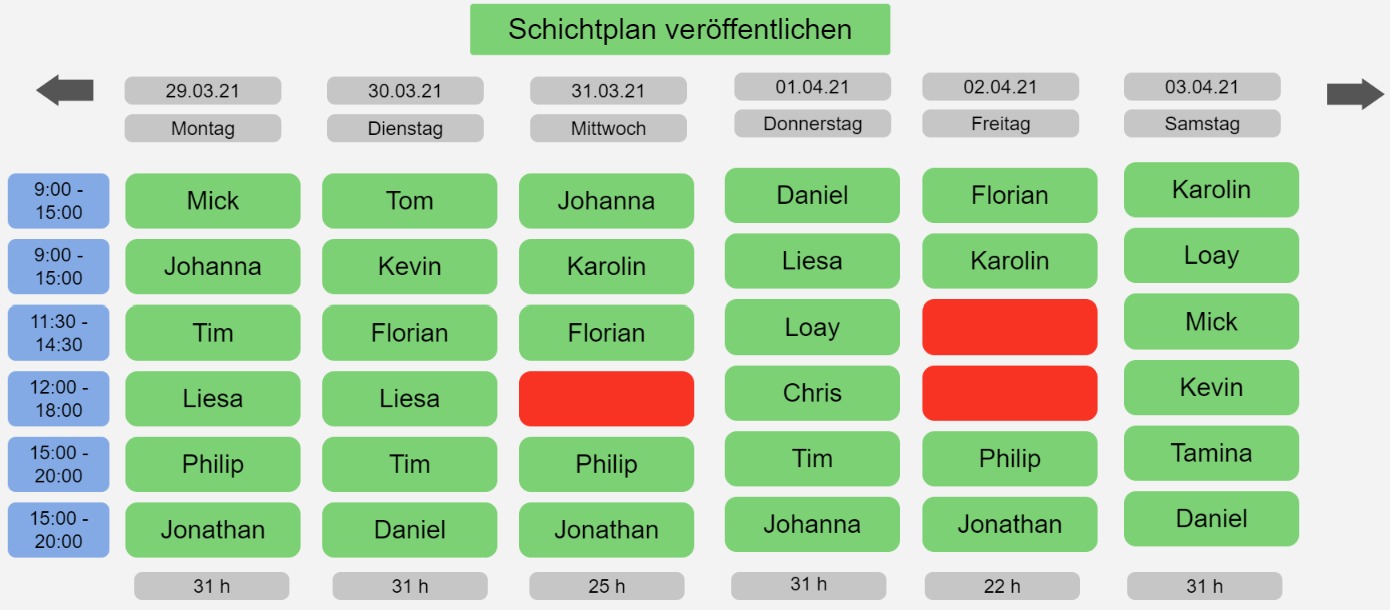 Schichtplan veröffentlichen
29.03.21
30.03.21
31.03.21
01.04.21
02.04.21
03.04.21
Montag
Dienstag
Mittwoch
Donnerstag
Freitag
Samstag
9:00 -
15:00
Mick
Tom
Johanna
Daniel
Florian
Karolin
9:00 -
15:00
Johanna
Kevin
Karolin
Liesa
Karolin
Loay
11:30 -
14:30
Tim
Florian
Florian
Loay
Mick
12:00 -
18:00
Liesa
Liesa
Chris
Kevin
15:00 -
20:00
Philip
Tim
Philip
Tim
Philip
Tamina
15:00 -
20:00
Jonathan
Daniel
Jonathan
Johanna
Jonathan
Daniel
31 h
31 h
25 h
31 h
22 h
31 h